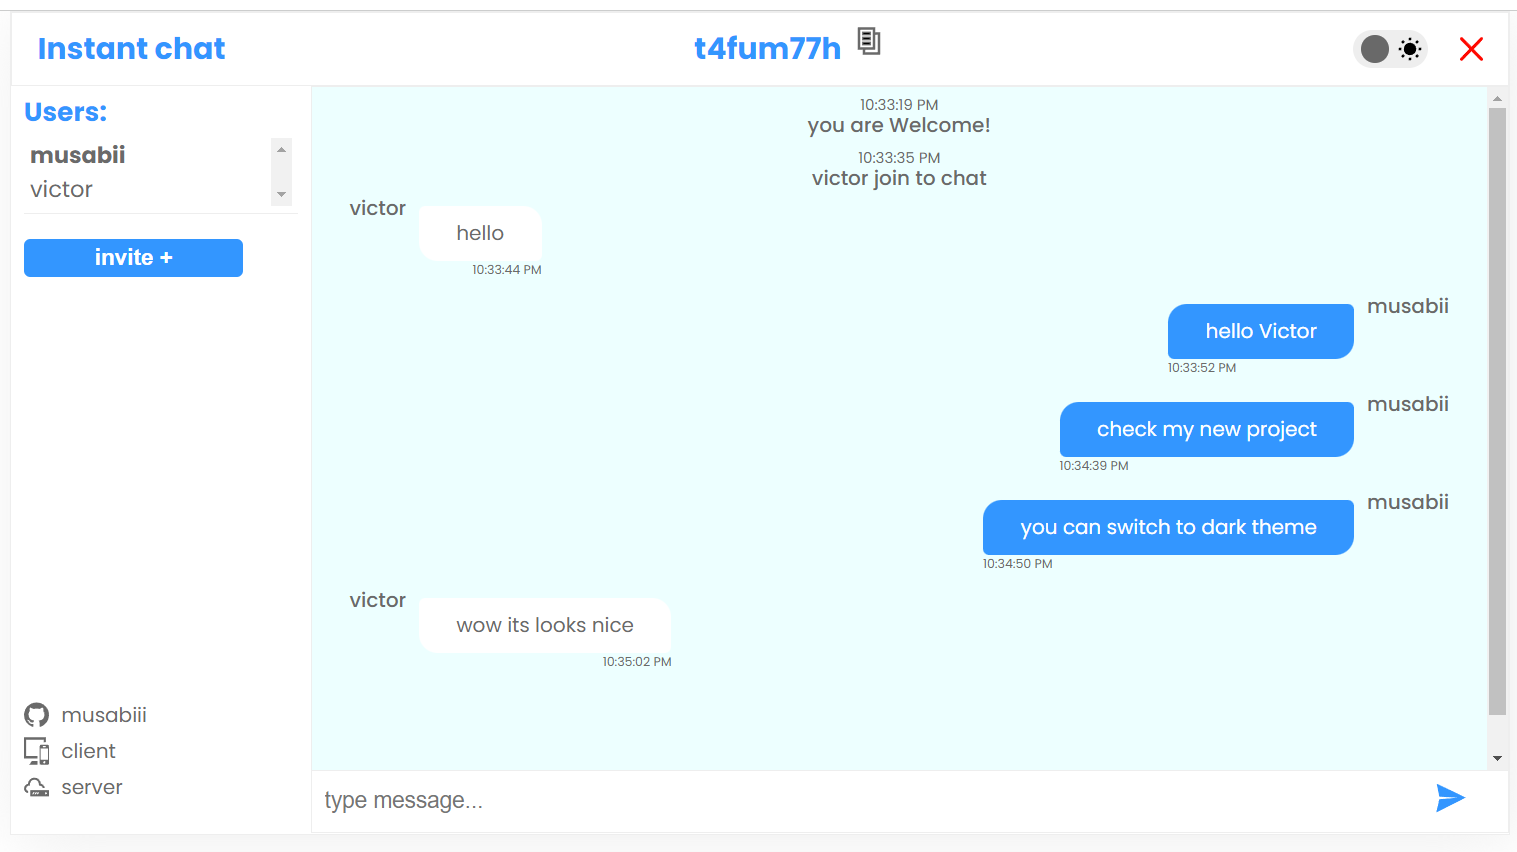 Instant chat
t4fum77h
Users:
musabii
victor
invite +
10:33:19 PM
you are Welcome!
10:33:35 PM
victor join to chat
victor
hello
10:33:44 PM
musabii
hello Victor
10:33:52 PM
musabii
check my new project
10:34:39 PM
musabii
you can switch to dark theme
10:34:50 PM
victor
wow its looks nice
10:35:02 PM
musabiii
client
server
type message...